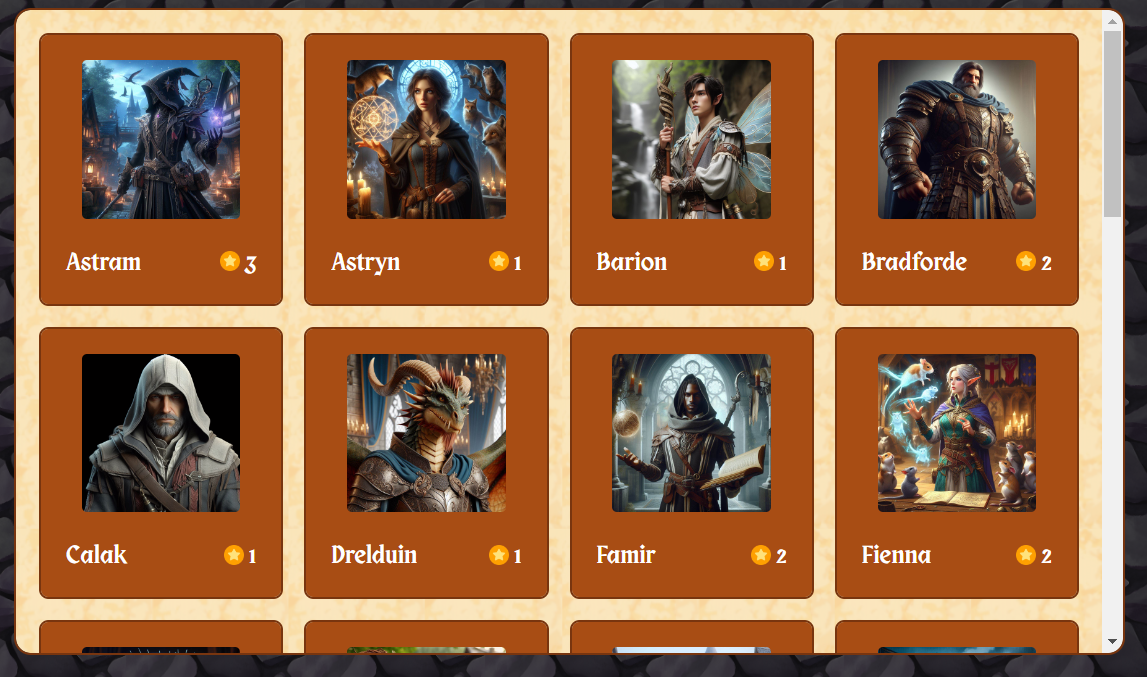 Astram 3
Astryn 1
Barion 1
Bradforde 2
Calak 1
Drelduin 1
Famir 2
Fienna 2